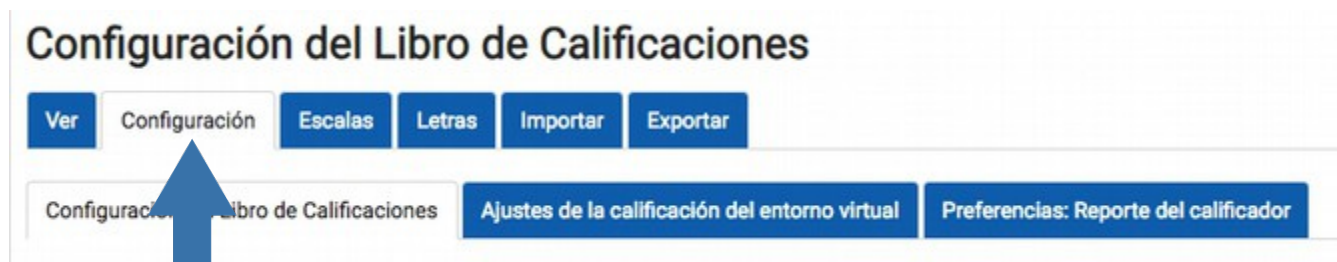 Configuración del Libro de Calificaciones
Ver Configuración Escalas Letras Importar Exportar
Libro de Calificaciones Ajustes de la calificación del entorno virtual Preferencias: Reporte del calificador